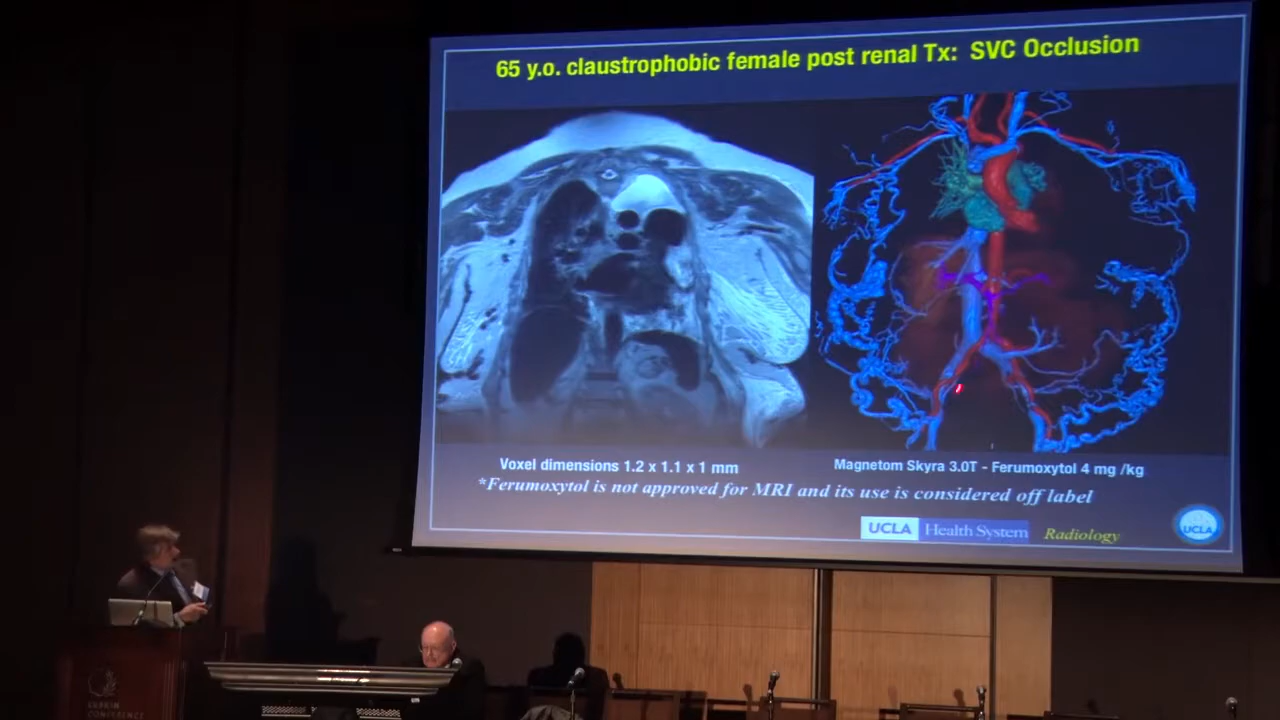 65 y.o. claustrophobic female post renal Tx: SVC Occlusion
Voxel dimensions 1.2 x 1.1 x 1 mm
Magnetom Skyra 3.0T - Ferumoxytol 4 mg /kg
*Ferumoxytol is not approved for MRI and its use is considered off label
UCLA Health System Radiology
UCLA
CONFERENCE